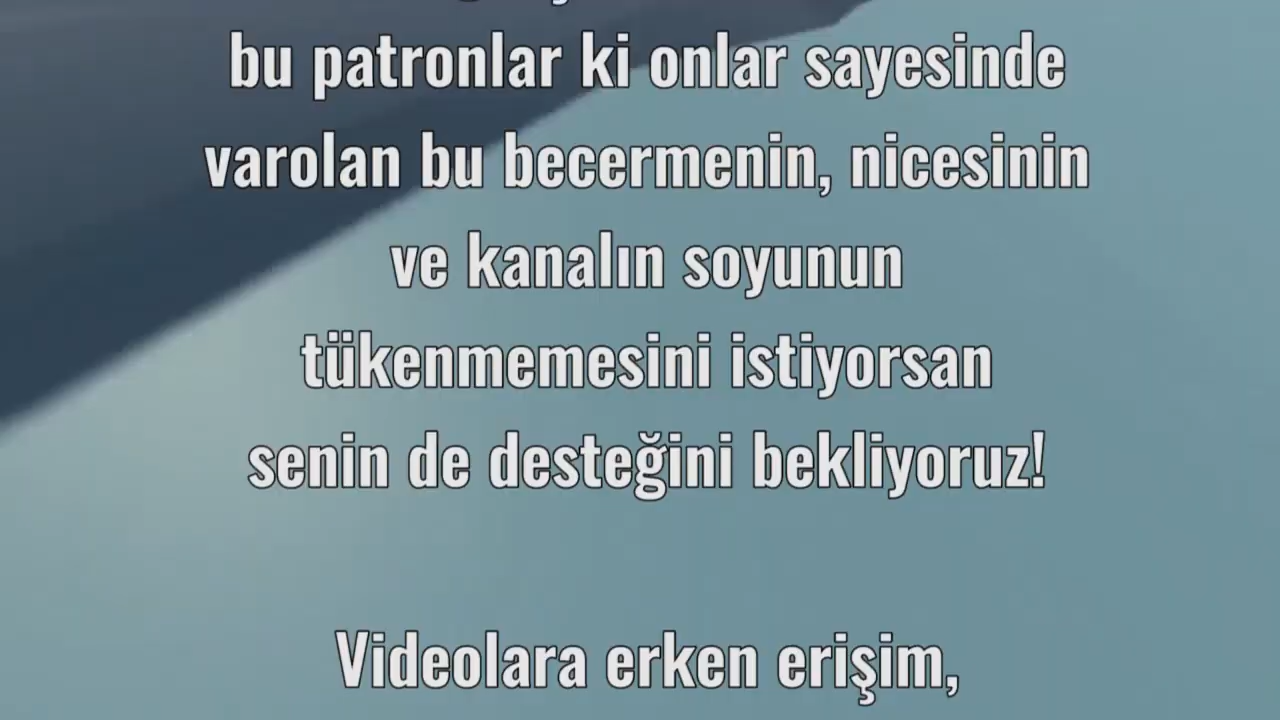 bu patronlar ki onlar sayesinde
varolan bu becermenin, nicesinin
ve kanalın soyunun
tükenmemesini istiyorsan
senin de desteğini bekliyoruz!
Videolara erken erişim,